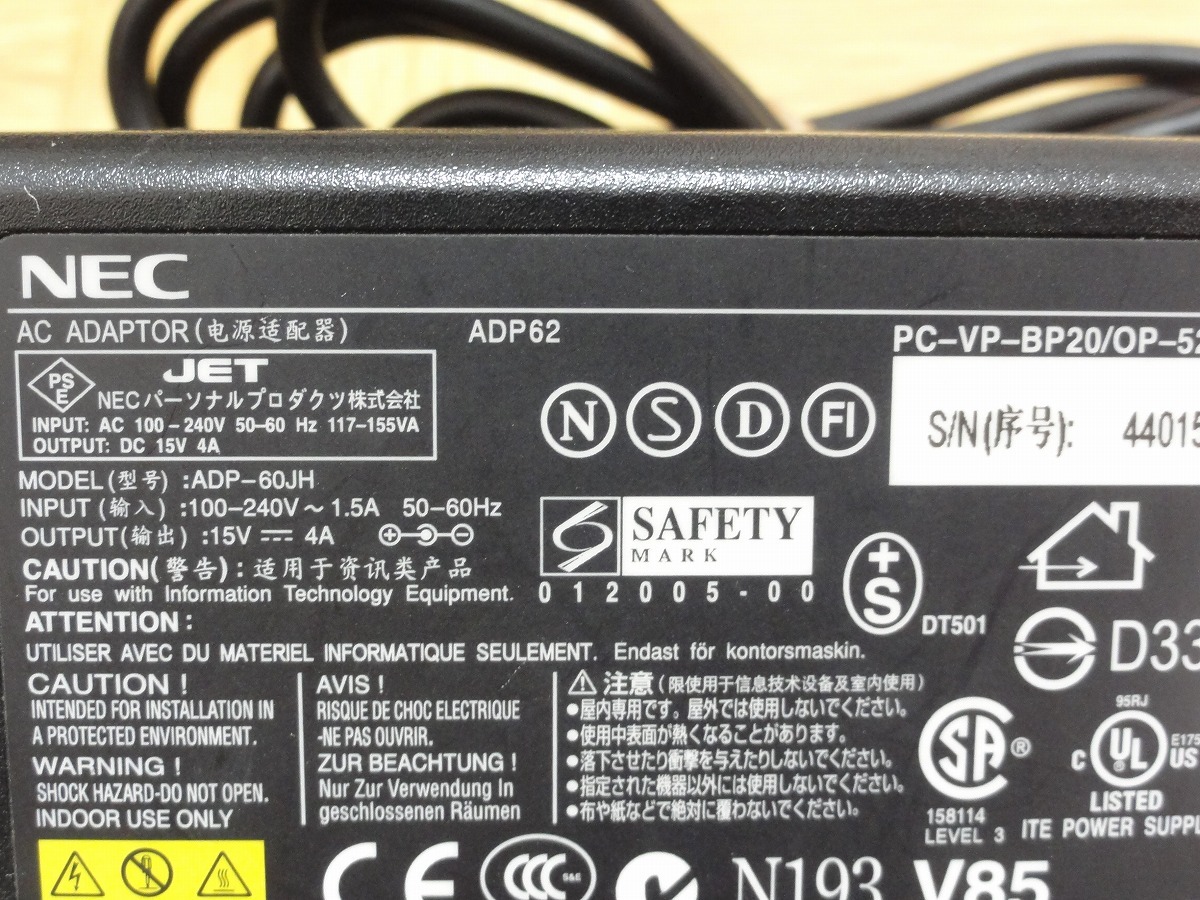 NEC
AC ADAPTOR(电源适配器)
ADP62
PC-VP-BP20/OP-52
PSE
JET
NECパーソナルプロダクツ株式会社
INPUT: AC 100-240V 50-60 Hz 117-155VA
OUTPUT: DC 15V 4A
N S D FI
S/N(序号): 44015
MODEL(型号) :ADP-60JH
INPUT (输入) :100-240V～1.5A 50-60Hz
OUTPUT(输出) :15V ⎓ 4A
SAFETY
MARK
012005-00
CAUTION(警告) : 适用于资讯类产品
For use with Information Technology Equipment.
+S
DT501
ATTENTION :
UTILISER AVEC DU MATERIEL INFORMATIQUE SEULEMENT. Endast för kontorsmaskin.
D33
CAUTION !
INTENDED FOR INSTALLATION IN
A PROTECTED ENVIRONMENT.
WARNING !
SHOCK HAZARD-DO NOT OPEN.
INDOOR USE ONLY
AVIS !
RISQUE DE CHOC ELECTRIQUE
-NE PAS OUVRIR.
ZUR BEACHTUNG !
Nur Zur Verwendung In
geschlossenen Räumen
⚠注意(限使用于信息技术设备及室内使用)
●屋内専用です。屋外では使用しないでください。
●使用中表面が熱くなることがあります。
●落下させたり衝撃を与えたりしないでください。
●指定された機器以外には使用しないでください。
●布や紙などで絶対に覆わないでください。
SA ®
158114
LEVEL 3
95RJ
C UL US
E175
LISTED
ITE POWER SUPPL
CE
CCC S&E
N193
V85